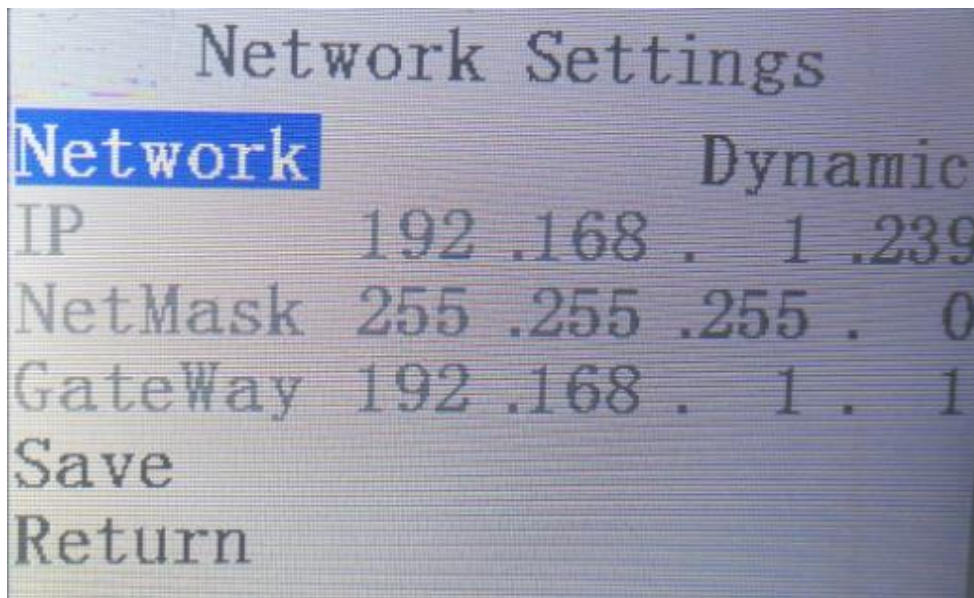 Network Settings
Network Dynamic
IP 192 .168 . 1 .239
NetMask 255 .255 .255 . 0
GateWay 192 .168 . 1 . 1
Save
Return